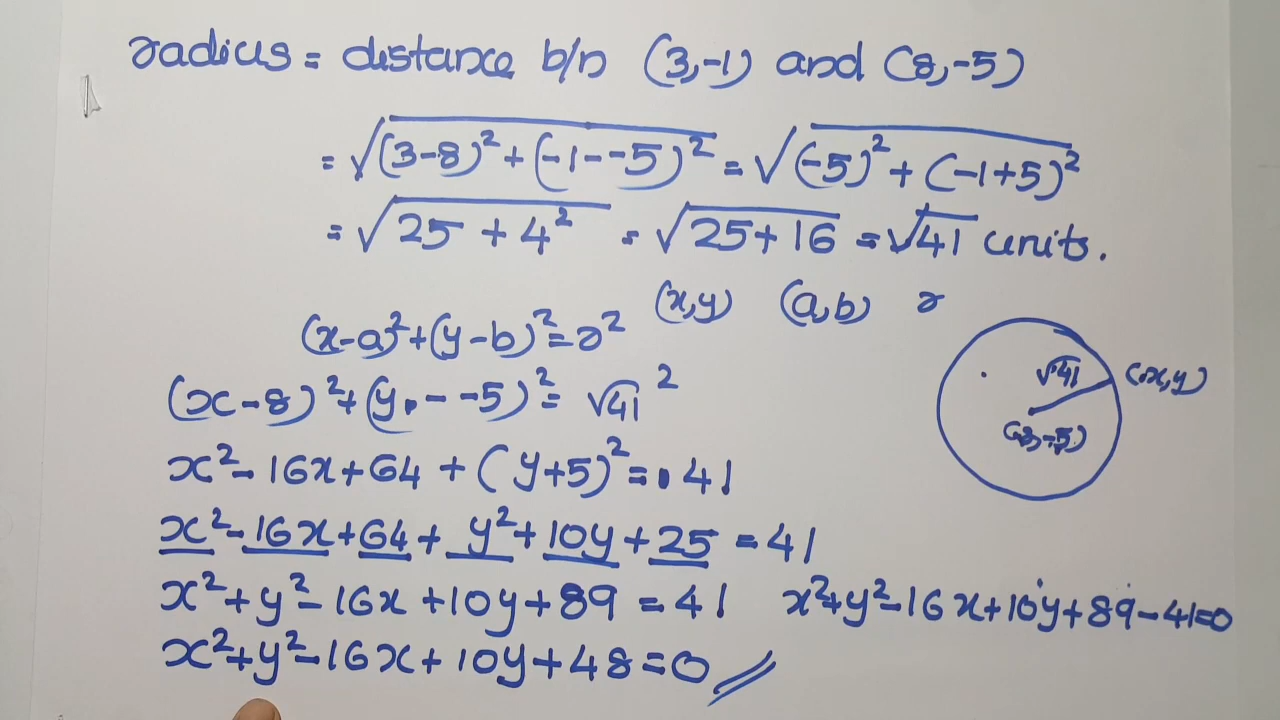 radius = distance b/n (3,-1) and (8,-5)
= √(3-8)² + (-1--5)² = √(-5)² + (-1+5)²
= √25 + 4² = √25+16 = √41 units.
(x,y) (a,b) r
(x-a)²+(y-b)²=r²
(x-8)²+(y--5)²= √41²
√41 (x,y)
(8,-5)
x²-16x+64 + (y+5)²= 41
x²-16x+64+ y²+10y+25 = 41
x²+y²-16x+10y+89 = 41 x²+y²-16x+10y+89-41=0
x²+y²-16x+10y+48=0 //